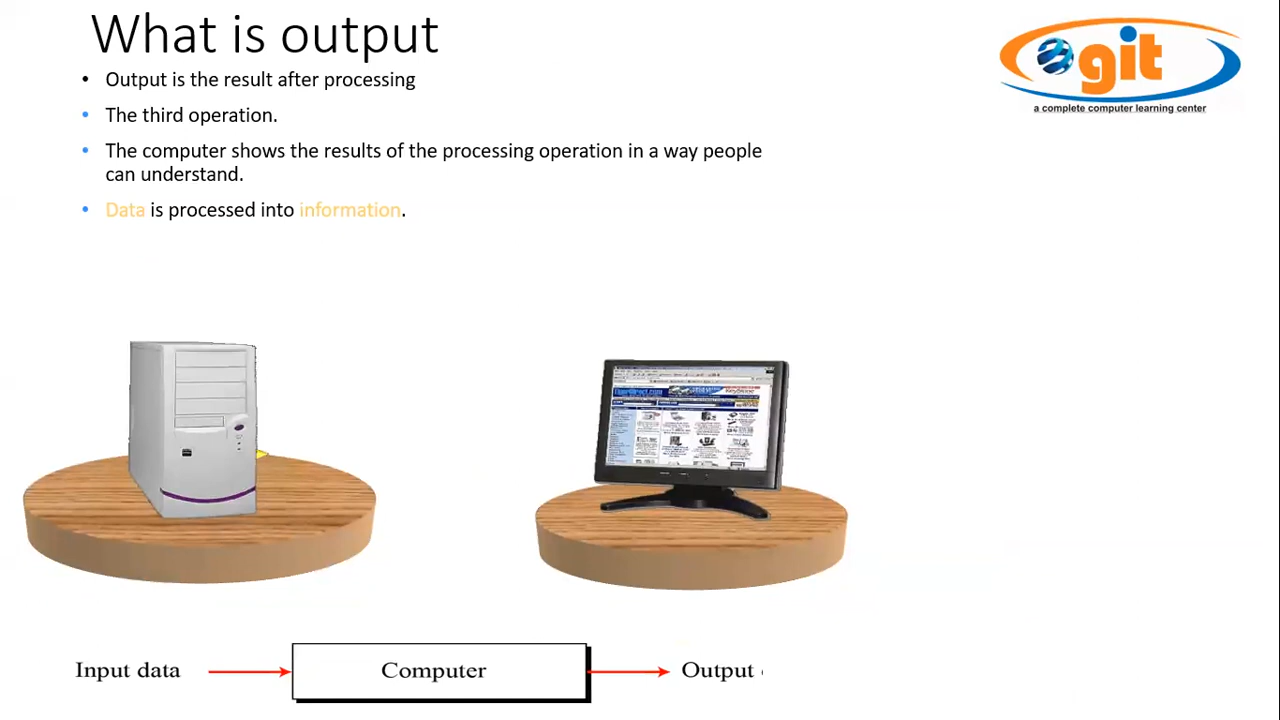 What is output
• Output is the result after processing
• The third operation.
• The computer shows the results of the processing operation in a way people
can understand.
• Data is processed into information.
git
a complete computer learning center
Input data
Computer
Output